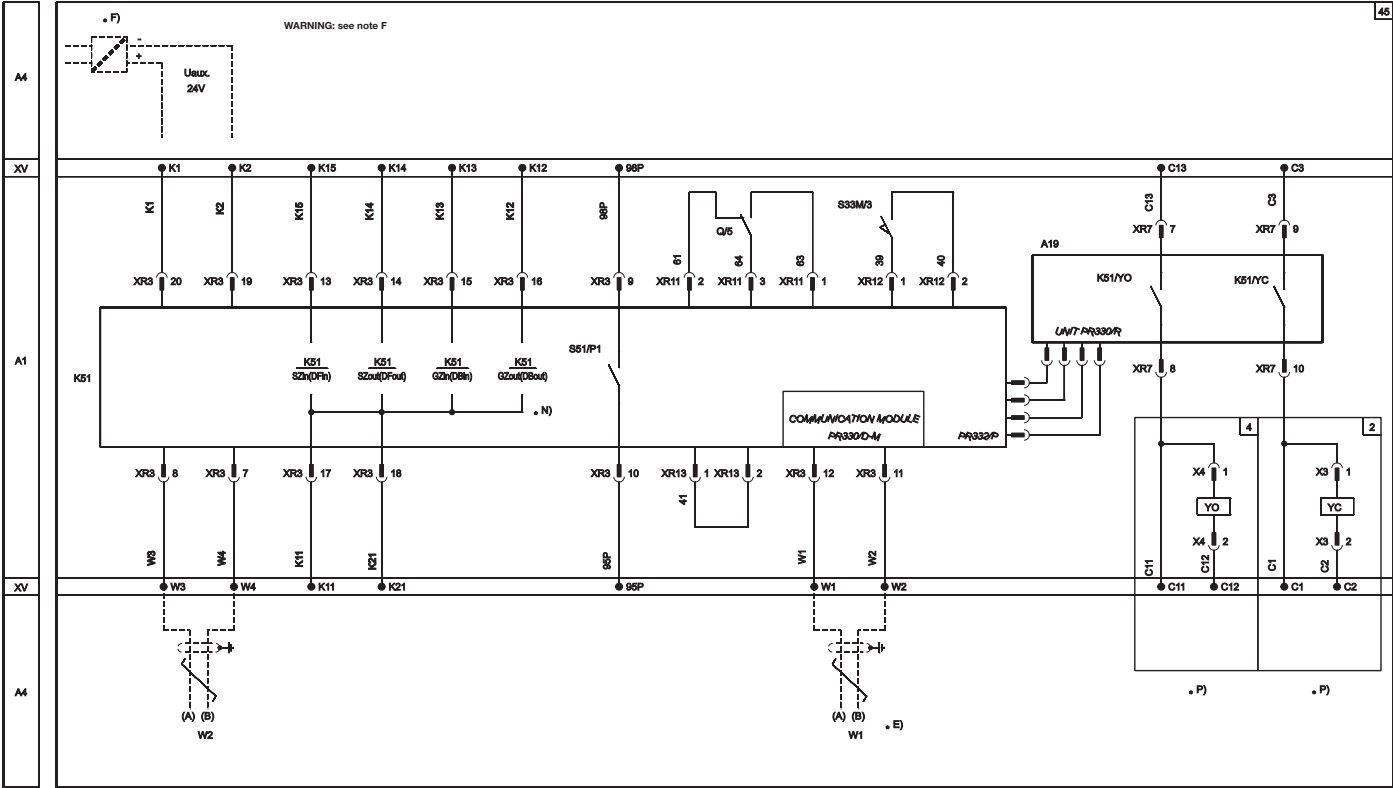 . F)
WARNING: see note F
45
-
+
A4
Uaux.
24V
XV
K1
K2
K15
K14
K13
K12
98P
C13
C3
K1
K2
K15
K14
K13
K12
98P
61
Q/5
64
63
S33M/3
39
40
C13
C3
XR7 7
XR7 9
A19
XR3 20
XR3 19
XR3 13
XR3 14
XR3 15
XR3 16
XR3 9
XR11 2
XR11 3
XR11 1
XR12 1
XR12 2
K51/YO
K51/YC
UNIT PR330/R
A1
K51
K51
SZin(DFin)
K51
SZout(DFout)
K51
GZin(DBin)
K51
GZout(DBout)
S51/P1
. N)
XR7 8
XR7 10
COMMUNICATION MODULE
PR330/D-M
PR332/P
4
2
XR3 8
XR3 7
XR3 17
XR3 18
XR3 10
XR13 1
XR13 2
XR3 12
XR3 11
X4 1
X3 1
41
YO
YC
X4 2
X3 2
W3
W4
K11
K21
95P
W1
W2
C11
C12
C1
C2
XV
W3
W4
K11
K21
95P
W1
W2
C11
C12
C1
C2
A4
. P)
. P)
(A) (B)
W2
(A) (B)
W1
. E)